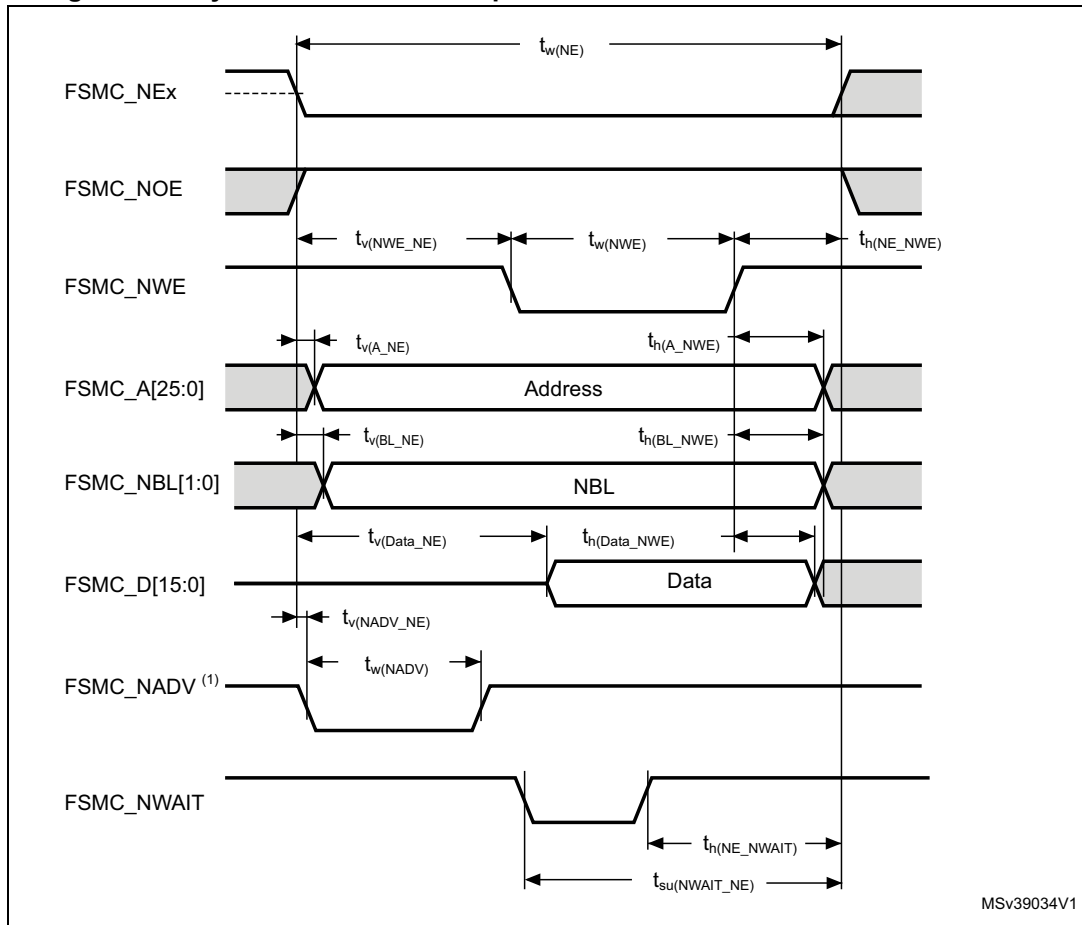 tw(NE)
FSMC_NEx
FSMC_NOE
tv(NWE_NE) tw(NWE) th(NE_NWE)
FSMC_NWE
tv(A_NE) th(A_NWE)
FSMC_A[25:0] Address
tv(BL_NE) th(BL_NWE)
FSMC_NBL[1:0] NBL
tv(Data_NE) th(Data_NWE)
FSMC_D[15:0] Data
tv(NADV_NE)
tw(NADV)
FSMC_NADV (1)
FSMC_NWAIT
th(NE_NWAIT)
tsu(NWAIT_NE)
MSv39034V1